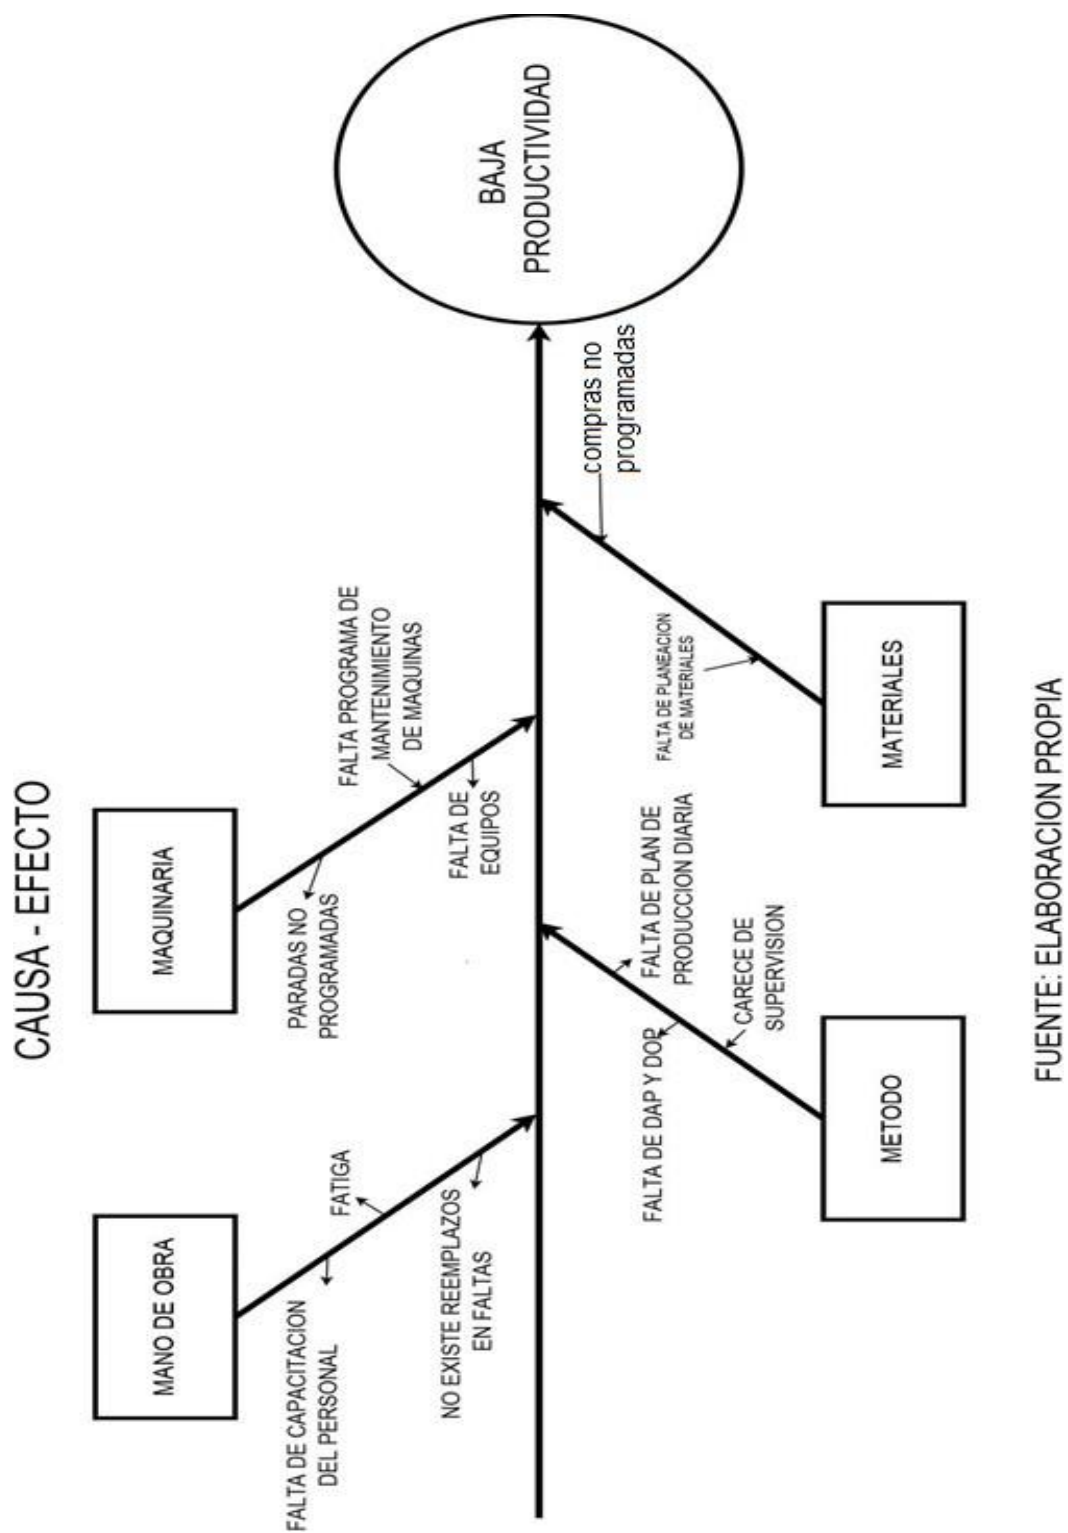 CAUSA - EFECTO
MANO DE OBRA
FALTA DE CAPACITACION
DEL PERSONAL
FATIGA
NO EXISTE REEMPLAZOS
EN FALTAS
MAQUINARIA
PARADAS NO
PROGRAMADAS
FALTA PROGRAMA DE
MANTENIMIENTO
DE MAQUINAS
FALTA DE
EQUIPOS
BAJA
PRODUCTIVIDAD
METODO
FALTA DE DAP Y DOP
FALTA DE PLAN DE
PRODUCCION DIARIA
CARECE DE
SUPERVISION
MATERIALES
FALTA DE PLANEACION
DE MATERIALES
compras no
programadas
FUENTE: ELABORACION PROPIA